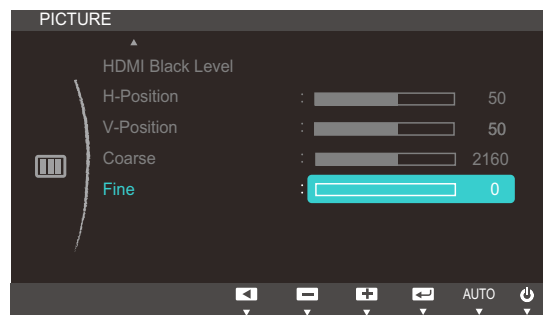 PICTURE
HDMI Black Level
H-Position : 50
V-Position : 50
Coarse : 2160
Fine : 0
AUTO